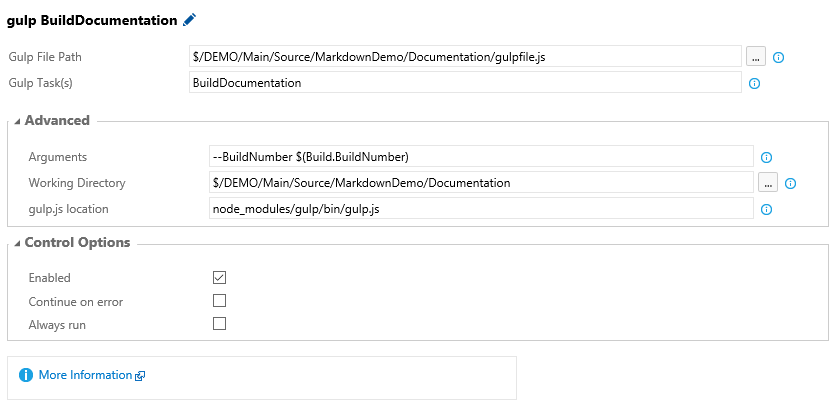 gulp BuildDocumentation
Gulp File Path $/DEMO/Main/Source/MarkdownDemo/Documentation/gulpfile.js ...
Gulp Task(s) BuildDocumentation
Advanced
Arguments --BuildNumber $(Build.BuildNumber)
Working Directory $/DEMO/Main/Source/MarkdownDemo/Documentation ...
gulp.js location node_modules/gulp/bin/gulp.js
Control Options
Enabled
Continue on error
Always run
More Information